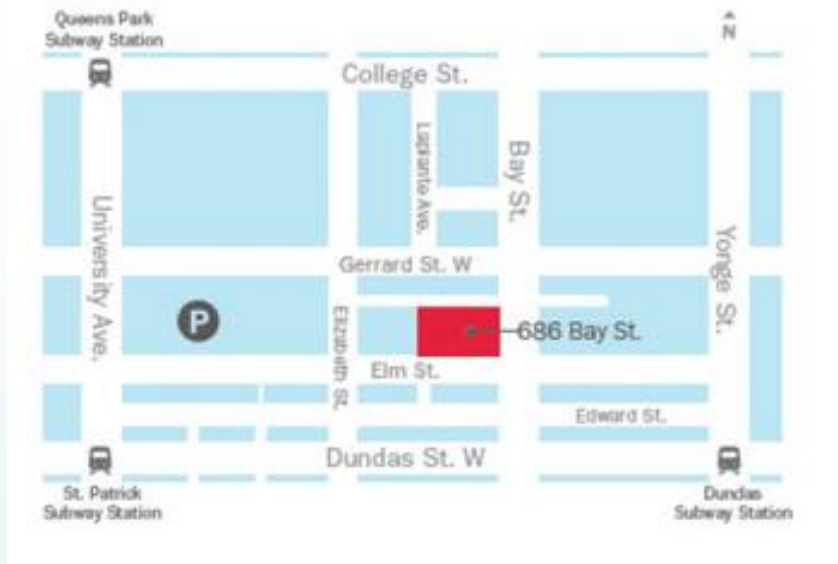 Queens Park
Subway Station
N
College St.
Laplante Ave.
Bay St.
University Ave.
Yonge St.
Gerrard St. W
P
Elizabeth St.
686 Bay St.
Elm St.
Edward St.
Dundas St. W
St. Patrick
Subway Station
Dundas
Subway Station